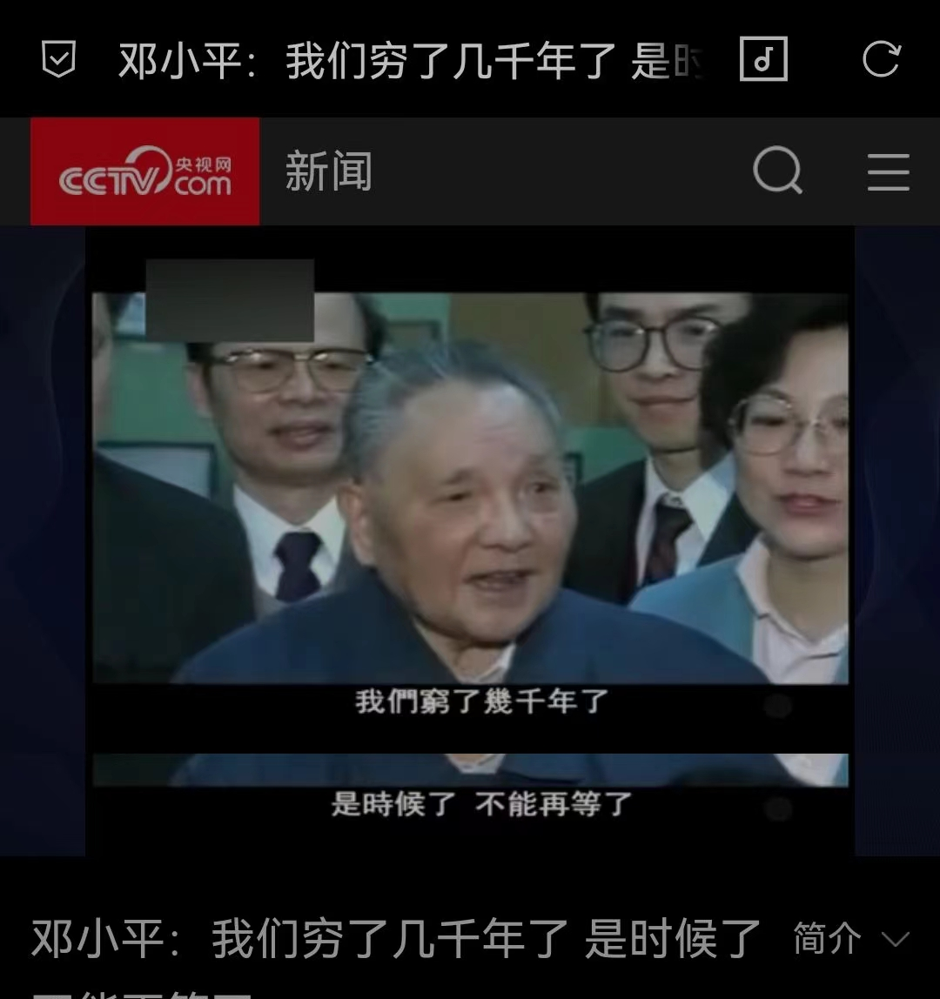 邓小平：我们穷了几千年了 是时
CCTV 央视网
com
新闻
我們窮了幾千年了
是時候了 不能再等了
邓小平：我们穷了几千年了 是时候了
简介